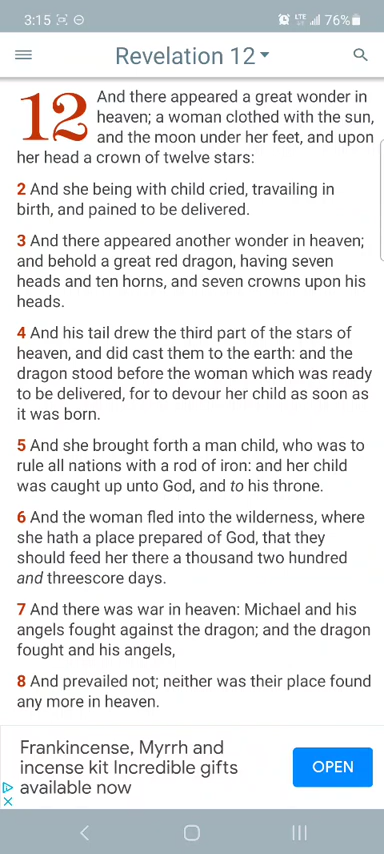 3:15 LTE 76%
Revelation 12
12 And there appeared a great wonder in
heaven; a woman clothed with the sun,
and the moon under her feet, and upon
her head a crown of twelve stars:
2 And she being with child cried, travailing in
birth, and pained to be delivered.
3 And there appeared another wonder in heaven;
and behold a great red dragon, having seven
heads and ten horns, and seven crowns upon his
heads.
4 And his tail drew the third part of the stars of
heaven, and did cast them to the earth: and the
dragon stood before the woman which was ready
to be delivered, for to devour her child as soon as
it was born.
5 And she brought forth a man child, who was to
rule all nations with a rod of iron: and her child
was caught up unto God, and to his throne.
6 And the woman fled into the wilderness, where
she hath a place prepared of God, that they
should feed her there a thousand two hundred
and threescore days.
7 And there was war in heaven: Michael and his
angels fought against the dragon; and the dragon
fought and his angels,
8 And prevailed not; neither was their place found
any more in heaven.
Frankincense, Myrrh and
incense kit Incredible gifts
available now
OPEN